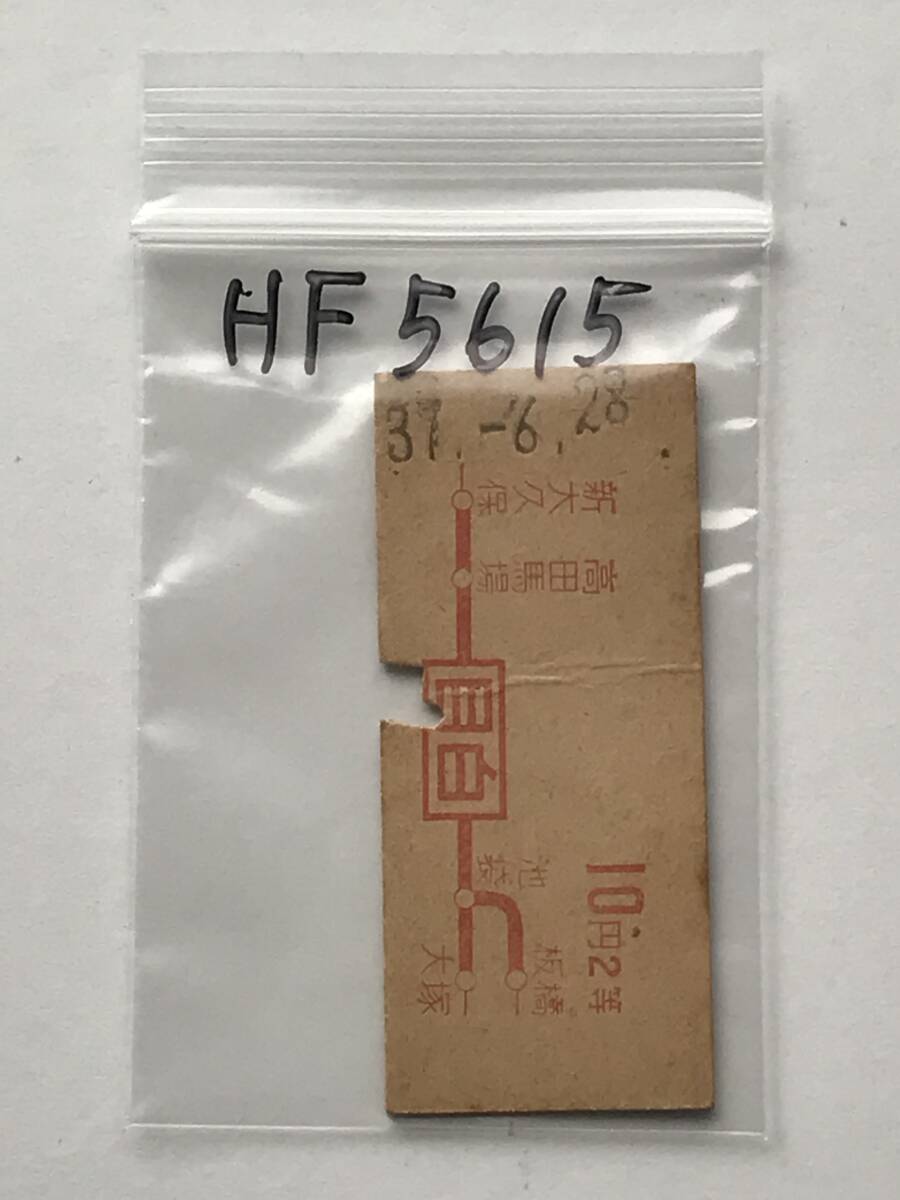 HF5615
37.-6.28
新大久保
高田馬場
目白
池袋
板橋
大塚
10円2等